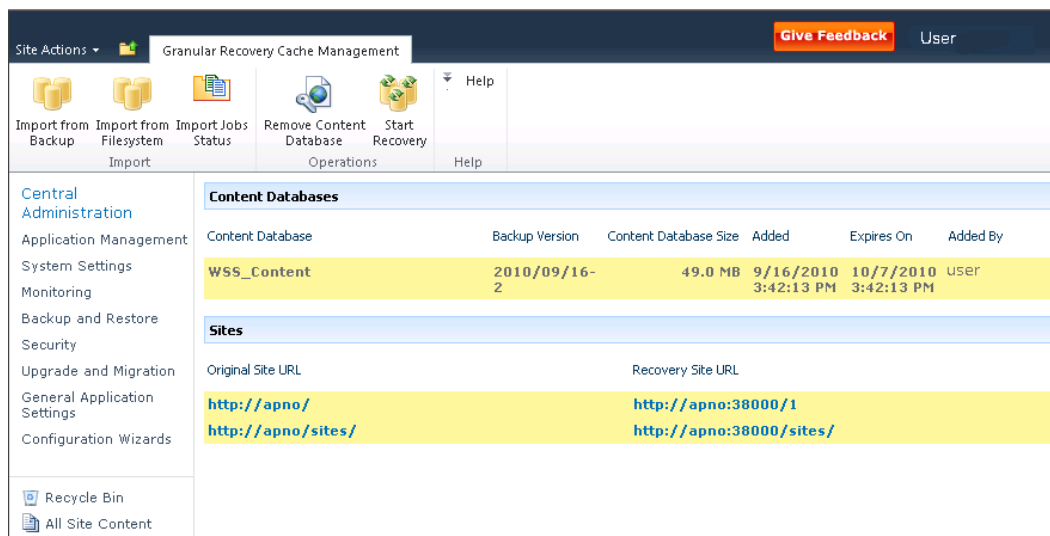 Give Feedback
User
Site Actions
Granular Recovery Cache Management
Import from Backup
Import from Filesystem
Import Jobs Status
Remove Content Database
Start Recovery
Help
Import
Operations
Help
Central Administration
Application Management
System Settings
Monitoring
Backup and Restore
Security
Upgrade and Migration
General Application Settings
Configuration Wizards
Recycle Bin
All Site Content
Content Databases
Content Database Backup Version Content Database Size Added Expires On Added By
WSS_Content 2010/09/16- 49.0 MB 9/16/2010 10/7/2010 user
2 3:42:13 PM 3:42:13 PM
Sites
Original Site URL Recovery Site URL
http://apno/ http://apno:38000/1
http://apno/sites/ http://apno:38000/sites/